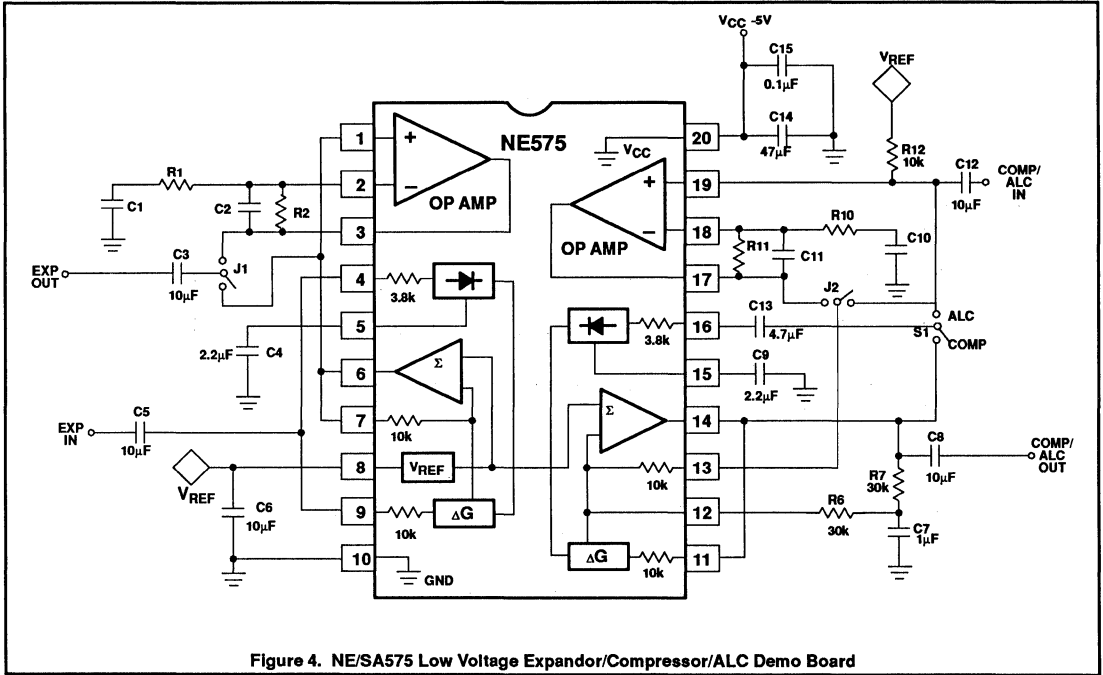 VCC -5V
C15
0.1µF
C14
47µF
VREF
R12
10k
C12
10µF
COMP/
ALC
IN
NE575
1
+
−
OP AMP
20
VCC
19
+
−
OP AMP
R1
C1
2
C2
R2
3
18
R10
R11
C11
C10
17
EXP
OUT
C3
10µF
J1
4
3.8k
J2
5
2.2µF
C4
16
3.8k
C13
4.7µF
ALC
S1
COMP
15
C9
2.2µF
6
Σ
7
10k
14
Σ
EXP
IN
C5
10µF
8
VREF
VREF
C6
10µF
13
10k
C8
10µF
COMP/
ALC
OUT
R7
30k
9
10k
ΔG
12
R6
30k
C7
1µF
10
GND
11
ΔG
10k
Figure 4. NE/SA575 Low Voltage Expandor/Compressor/ALC Demo Board